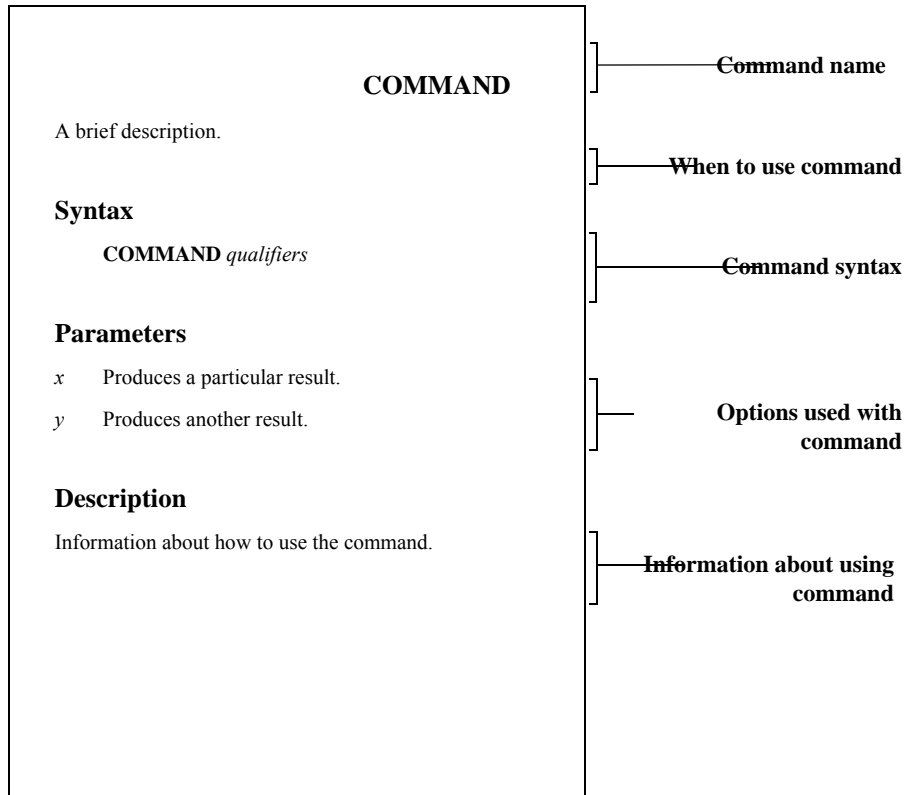 COMMAND
Command name
A brief description.
When to use command
Syntax
COMMAND qualifiers
Command syntax
Parameters
x Produces a particular result.
y Produces another result.
Options used with
command
Description
Information about how to use the command.
Information about using
command